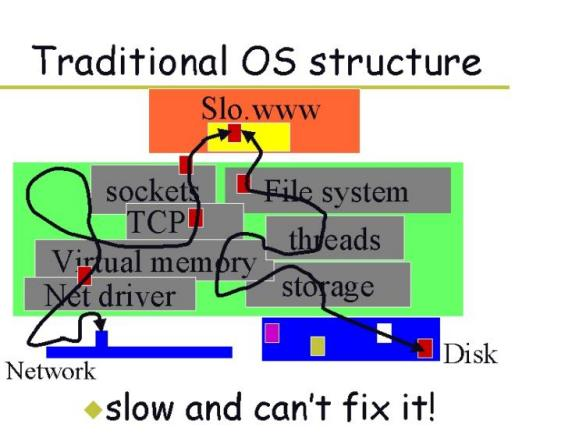 Traditional OS structure
Slo.www
sockets
File system
TCP
threads
Virtual memory
storage
Net driver
Disk
Network
slow and can't fix it!